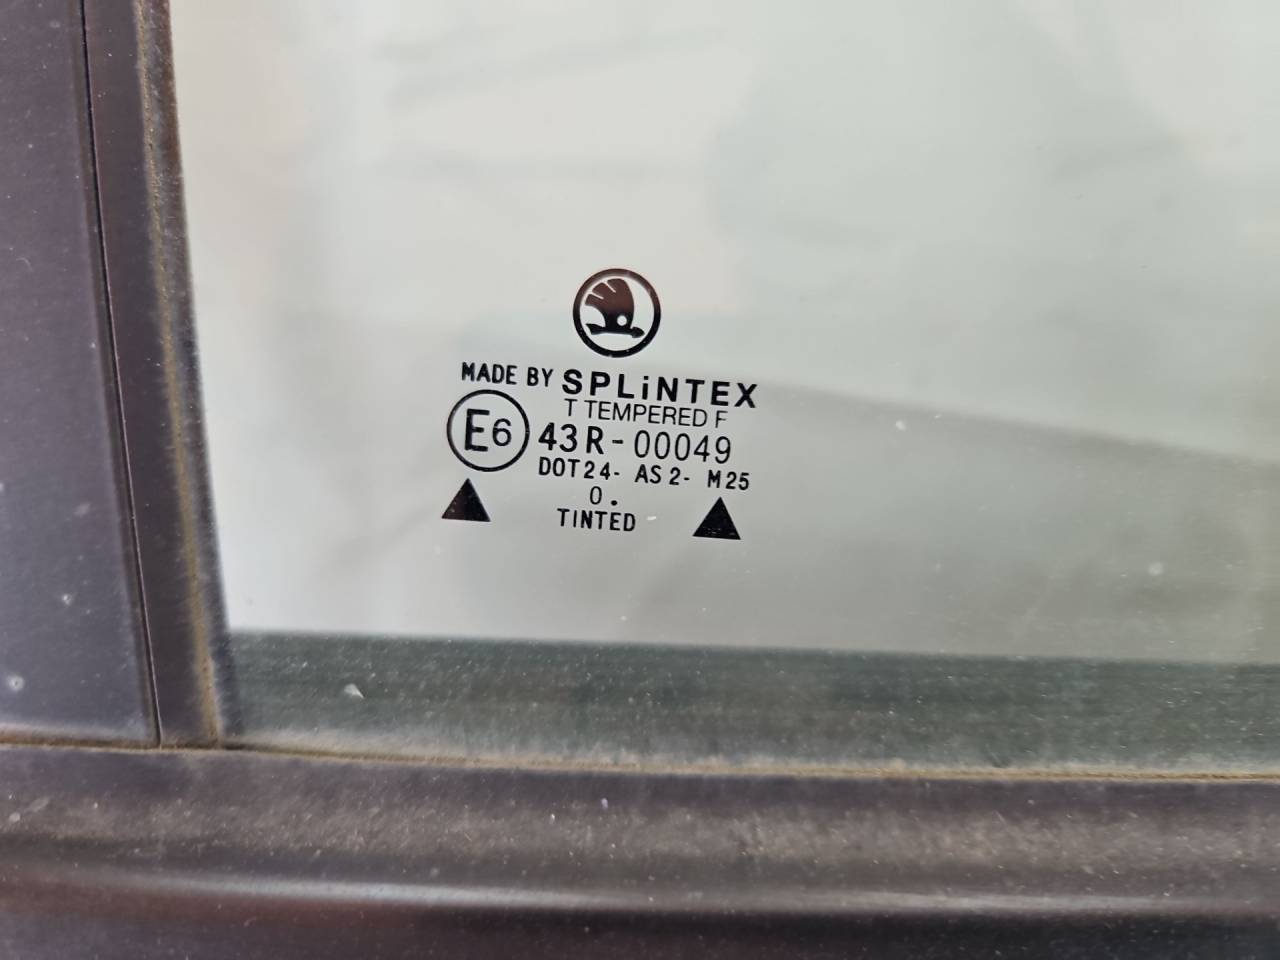 MADE BY SPLiNTEX
T TEMPERED F
E6 43R-00049
DOT24- AS2- M25
0.
TINTED